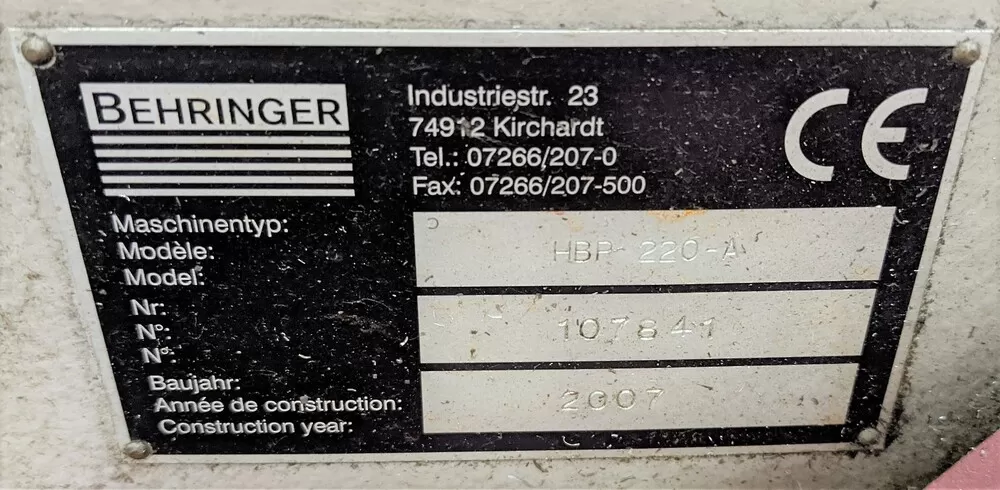 BEHRINGER
Industriestr. 23
74912 Kirchardt
Tel.: 07266/207-0
Fax: 07266/207-500
CE
Maschinentyp:
Modèle:
Model:
HBP 220-A
Nr:
N°:
N°:
107841
Baujahr:
Année de construction:
Construction year:
2007